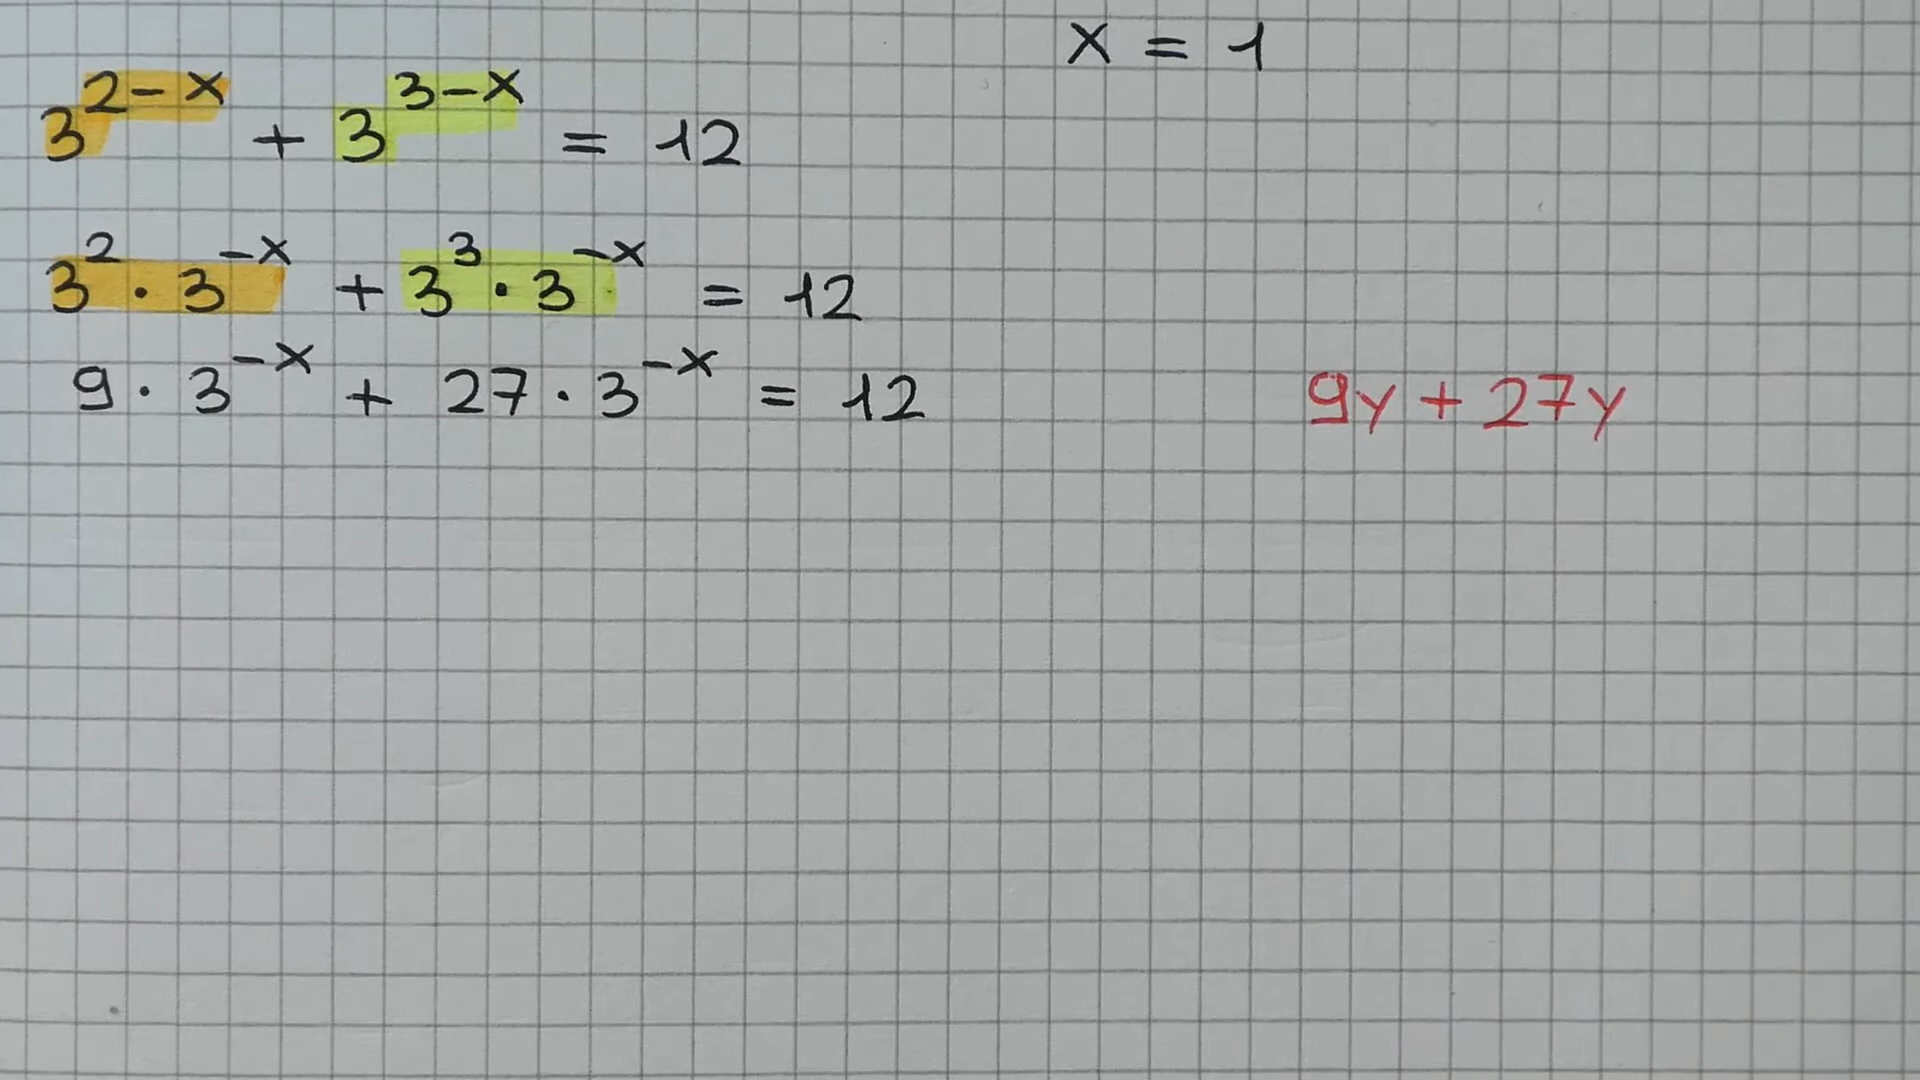 x = 1
3^{2-x} + 3^{3-x} = 12
3^2 · 3^{-x} + 3^3 · 3^{-x} = 12
9 · 3^{-x} + 27 · 3^{-x} = 12
9y + 27y